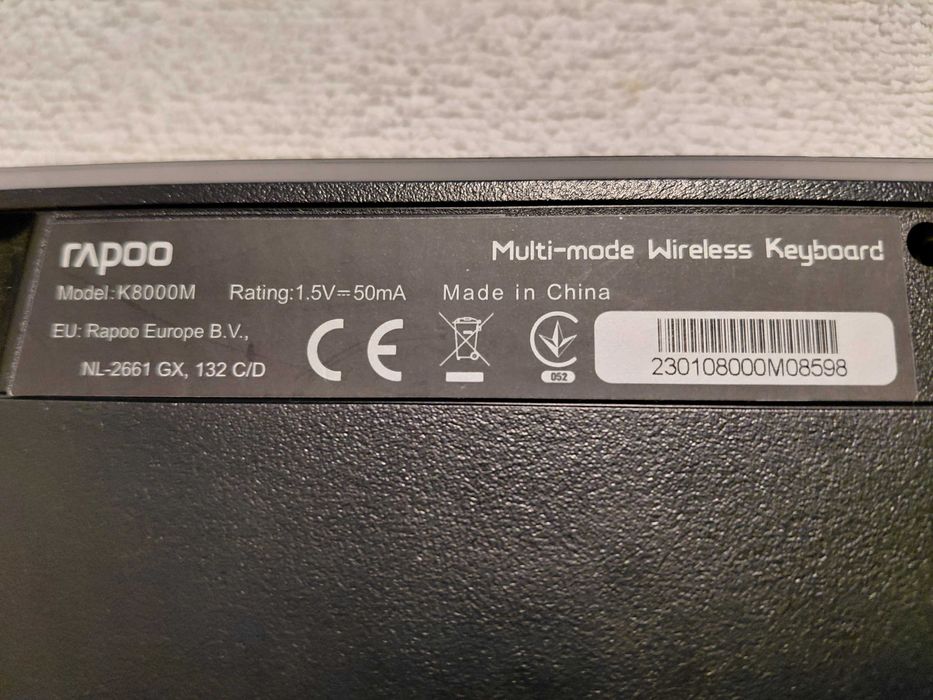 rapoo
Multi-mode Wireless Keyboard
Model:K8000M Rating:1.5V⎓50mA Made in China
EU: Rapoo Europe B.V.,
NL-2661 GX, 132 C/D
CE
052
230108000M08598